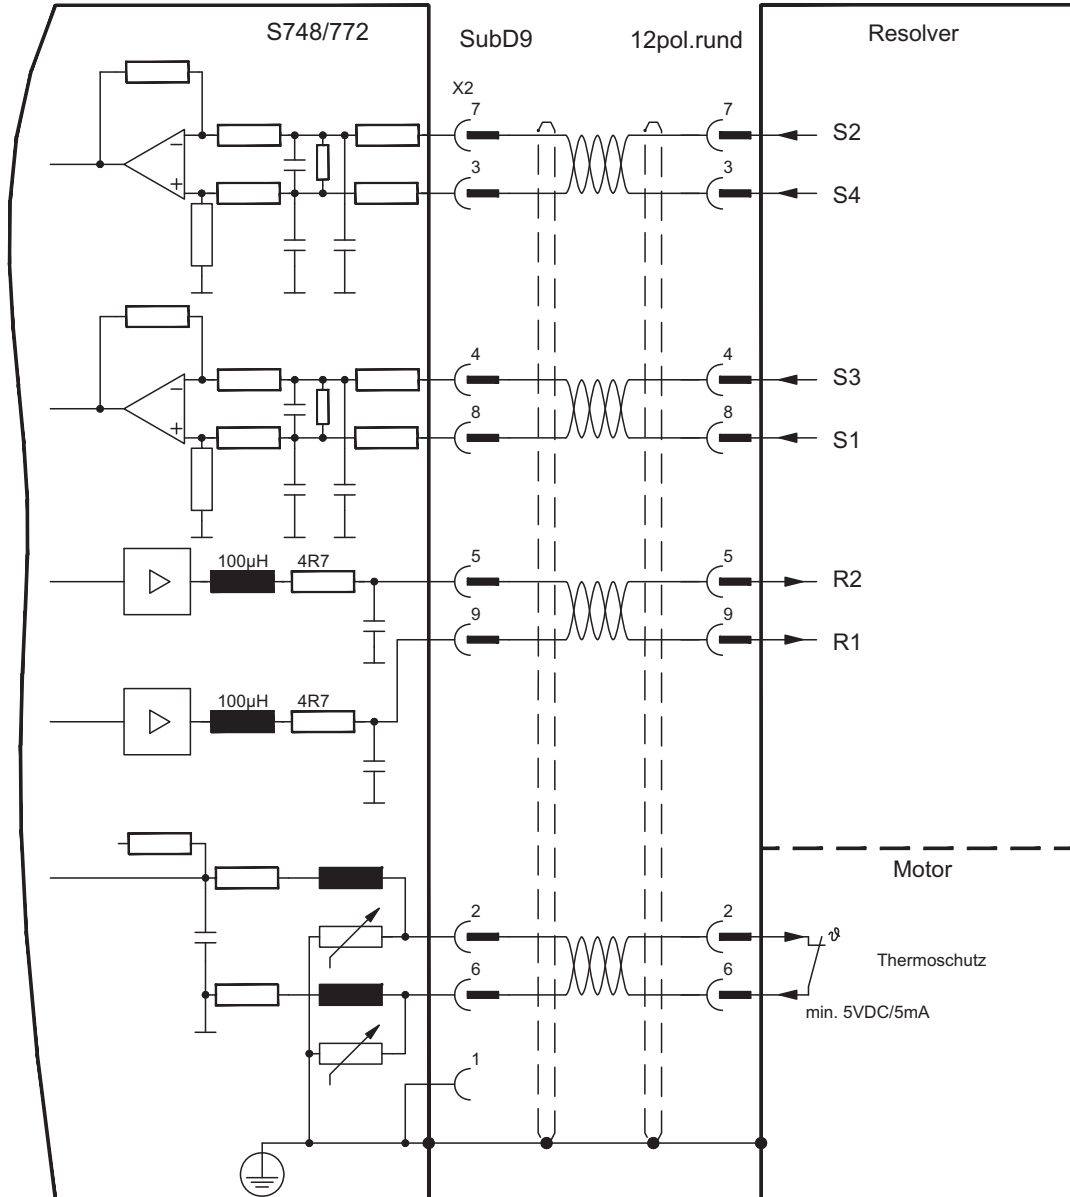 S748/772
SubD9
12pol.rund
Resolver
X2
7
7
S2
3
3
S4
4
4
S3
8
8
S1
100µH
4R7
5
5
R2
9
9
R1
100µH
4R7
Motor
2
2
ϑ
Thermoschutz
6
6
min. 5VDC/5mA
1